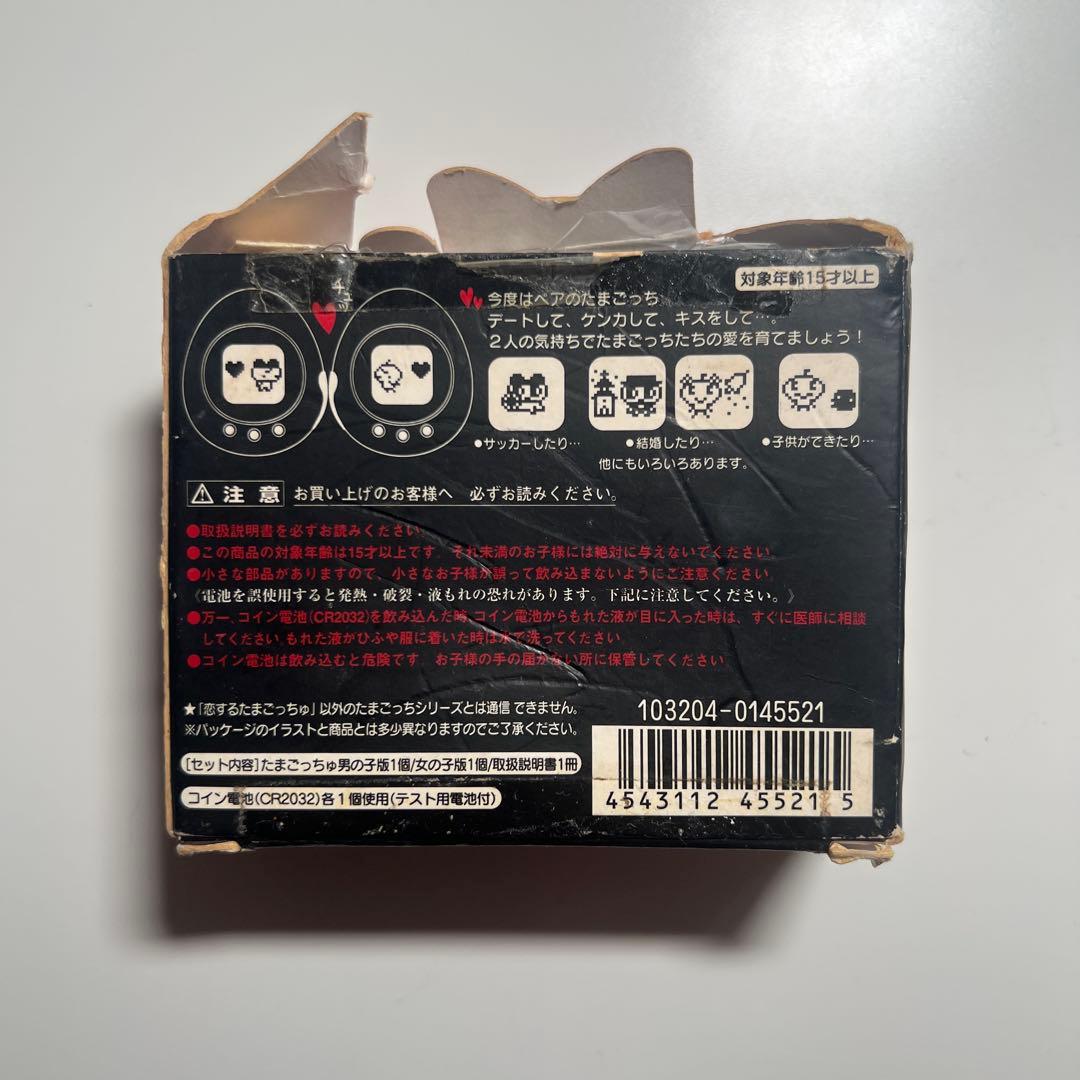 対象年齢15才以上
今度はペアのたまごっち
デートして、ケンカして、キスをして…。
2人の気持ちでたまごっちたちの愛を育てましょう！
●サッカーしたり…
●結婚したり…
●子供ができたり…
他にもいろいろあります。
⚠ 注 意 お買い上げのお客様へ 必ずお読みください。
●取扱説明書を必ずお読みください。
●この商品の対象年齢は15才以上です。それ未満のお子様には絶対に与えないでください。
●小さな部品がありますので、小さなお子様が誤って飲み込まないようにご注意ください。
《電池を誤使用すると発熱・破裂・液もれの恐れがあります。下記に注意してください。》
●万一、コイン電池(CR2032)を飲み込んだ時、コイン電池からもれた液が目に入った時は、すぐに医師に相談
してください。もれた液がひふや服に着いた時は水で洗ってください。
●コイン電池は飲み込むと危険です。お子様の手の届かない所に保管してください
★「恋するたまごっちゅ」以外のたまごっちシリーズとは通信できません。
※パッケージのイラストと商品とは多少異なりますのでご了承ください。
[セット内容]たまごっちゅ男の子版1個/女の子版1個/取扱説明書1冊
コイン電池(CR2032)各1個使用(テスト用電池付)
103204-0145521
4543112 455215